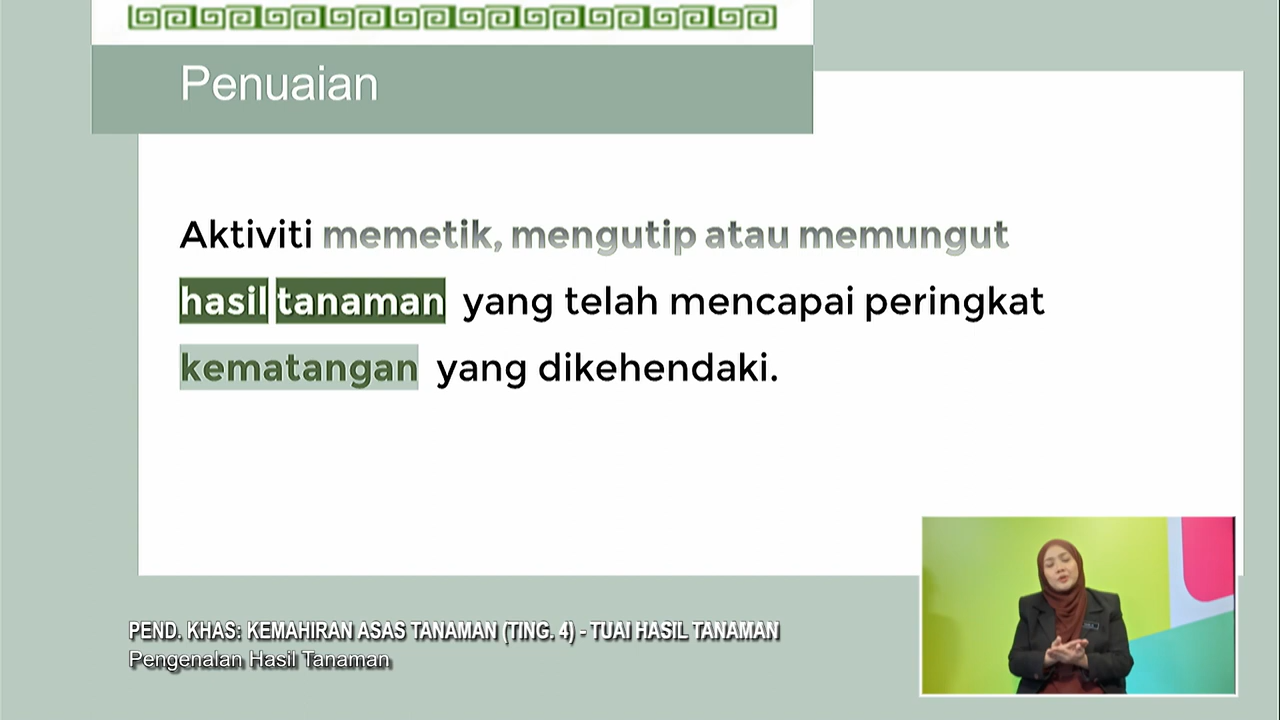 Penuaian
Aktiviti memetik, mengutip atau memungut
hasil tanaman yang telah mencapai peringkat
kematangan yang dikehendaki.
PEND. KHAS: KEMAHIRAN ASAS TANAMAN (TING. 4) - TUAI HASIL TANAMAN
Pengenalan Hasil Tanaman